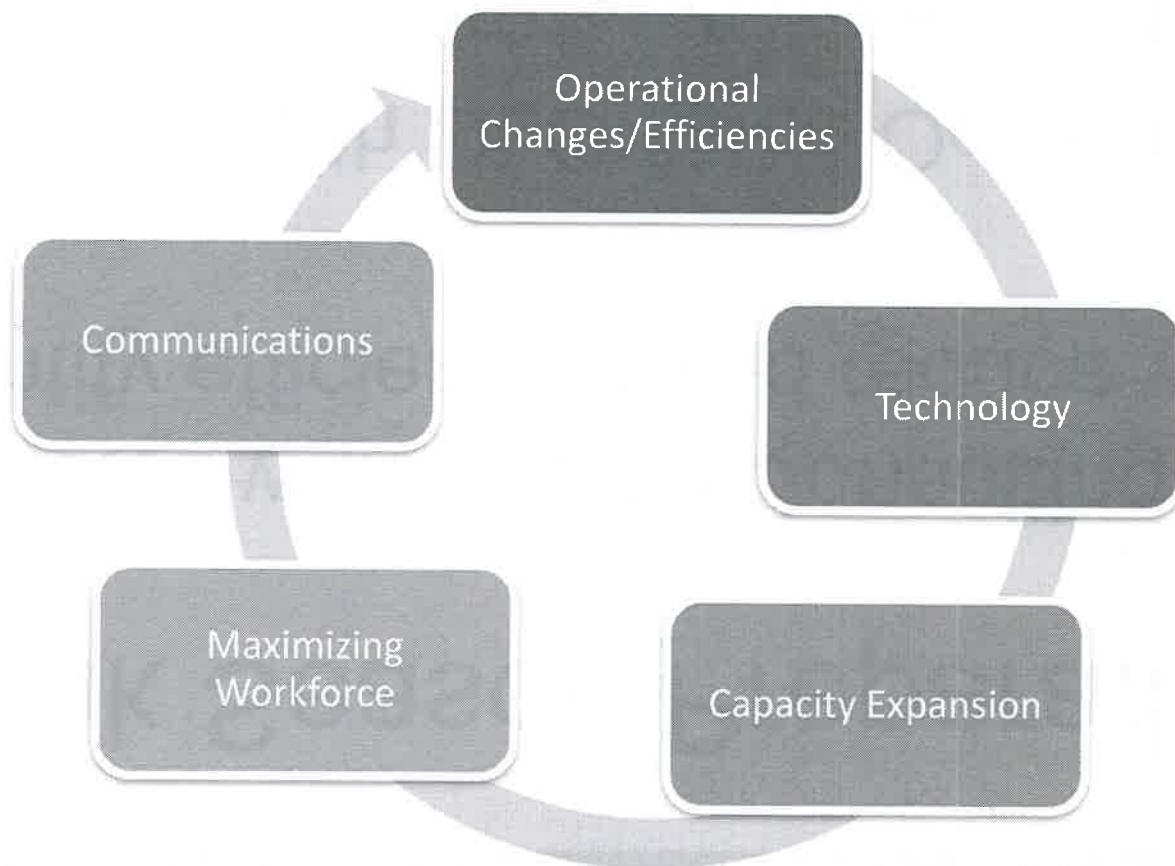 Operational
Changes/Efficiencies
Technology
Capacity Expansion
Maximizing
Workforce
Communications